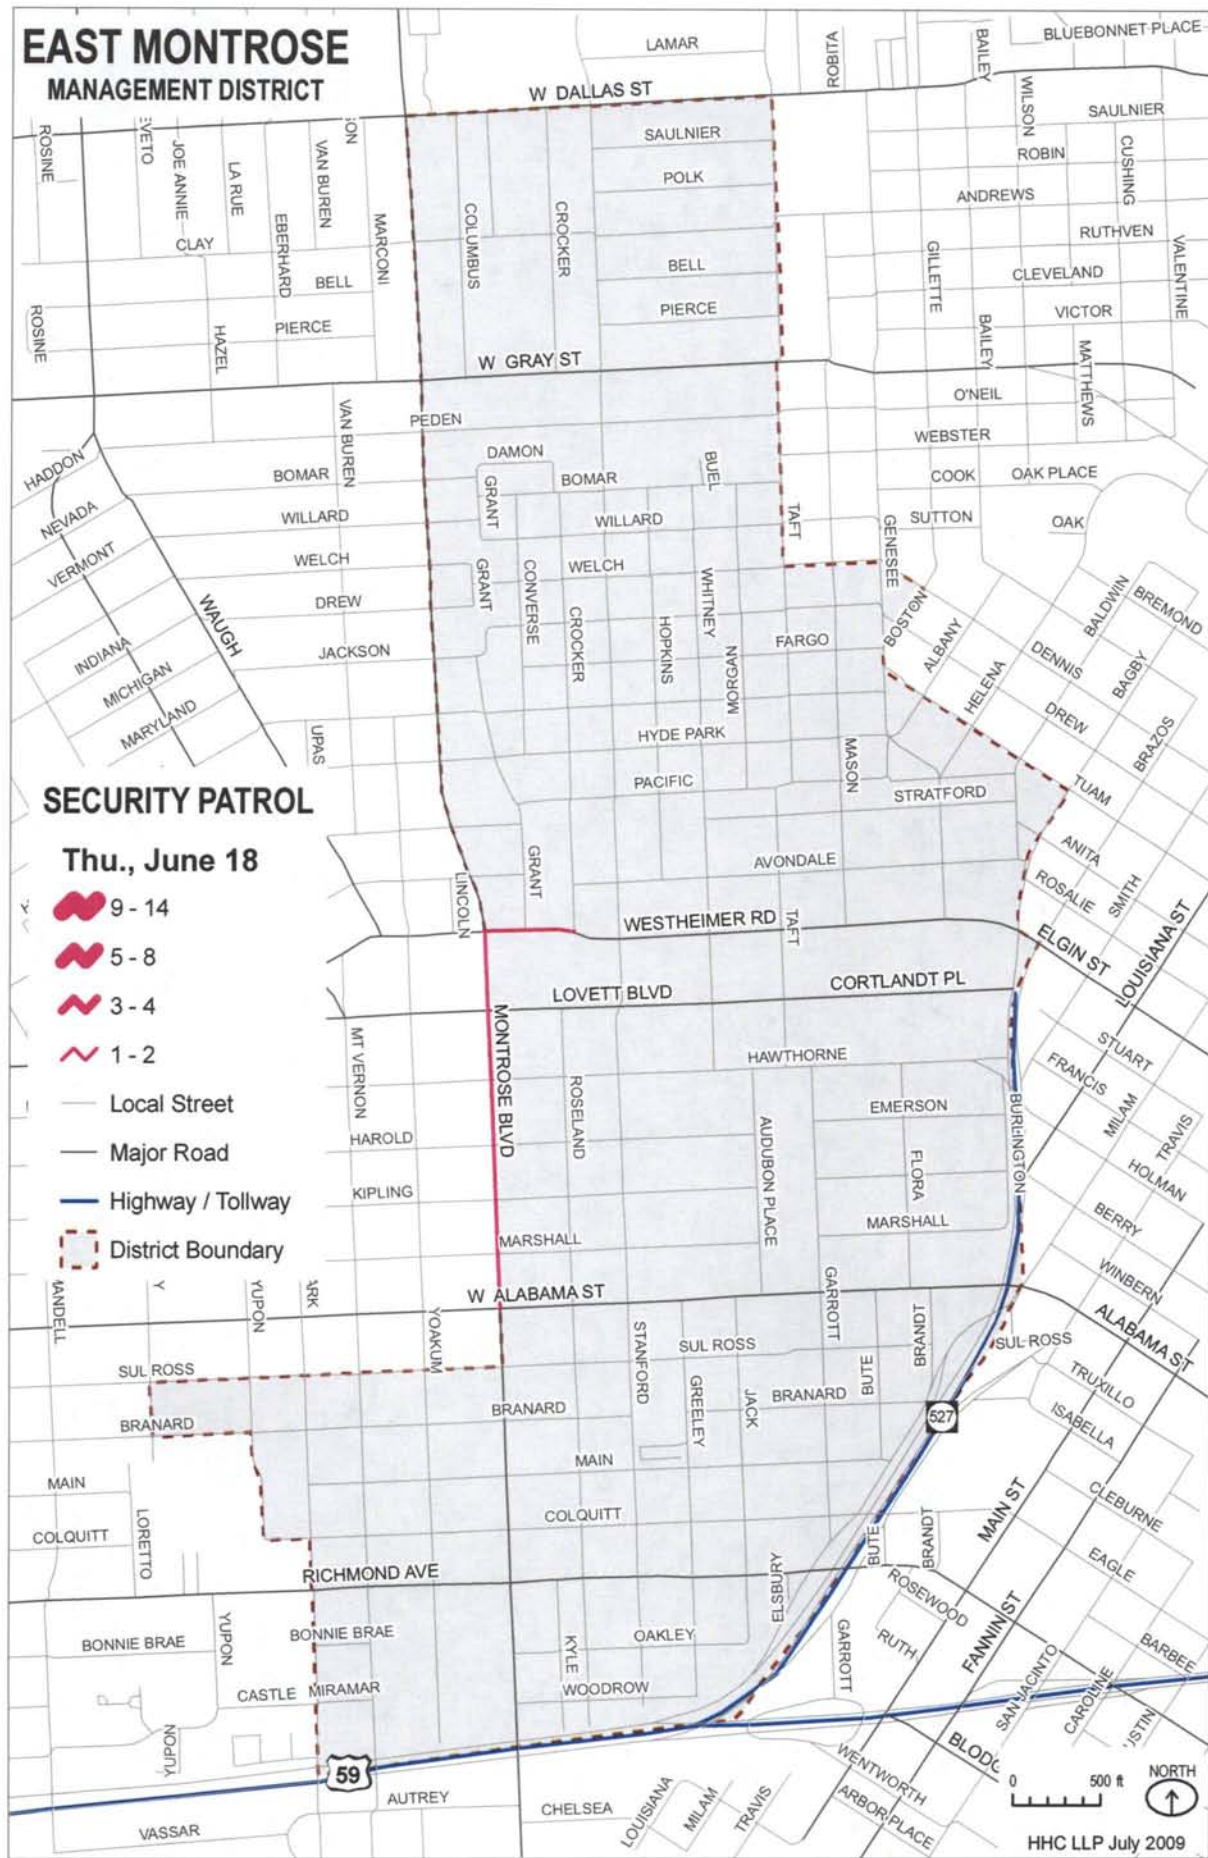 EAST MONTROSE
MANAGEMENT DISTRICT
LAMAR
ROBITA
BAILEY
BLUEBONNET PLACE
W DALLAS ST
WILSON
SAULNIER
ROSINE
EVETO
JOE ANNIE
LA RUE
VAN BUREN
SAULNIER
ROBIN
CUSHING
POLK
ANDREWS
CLAY
EBERHARD
MARCONI
COLUMBUS
CROCKER
RUTHVEN
VALENTINE
BELL
BELL
GILLETTE
CLEVELAND
ROSINE
HAZEL
PIERCE
PIERCE
BAILEY
VICTOR
W GRAY ST
MATTHEWS
O'NEIL
VAN BUREN
PEDEN
WEBSTER
HADDON
BOMAR
DAMON
BOMAR
BUEL
COOK
OAK PLACE
NEVADA
WILLARD
GRANT
WILLARD
TAFT
GENESEE
SUTTON
OAK
VERMONT
WELCH
GRANT
CONVERSE
WELCH
WHITNEY
WAUGH
DREW
CROCKER
HOPKINS
BOSTON
BALDWIN
BREMOND
INDIANA
JACKSON
MORGAN
FARGO
ALBANY
DENNIS
BAGBY
MICHIGAN
HELENA
DREW
MARYLAND
UPAS
HYDE PARK
MASON
BRAZOS
PACIFIC
STRATFORD
TUAM
SECURITY PATROL
Thu., June 18
9 - 14
5 - 8
3 - 4
1 - 2
Local Street
Major Road
Highway / Tollway
District Boundary
GRANT
AVONDALE
ANITA
LINCOLN
ROSALIE
SMITH
WESTHEIMER RD
TAFT
ELGIN ST
LOUISIANA ST
LOVETT BLVD
CORTLANDT PL
MT VERNON
MONTROSE BLVD
HAWTHORNE
STUART
ROSELAND
FRANCIS
EMERSON
BURLINGTON
MILAM
TRAVIS
HAROLD
AUDUBON PLACE
FLORA
HOLMAN
KIPLING
MARSHALL
BERRY
MARSHALL
WINBERN
MANDELL
Y
YUPON
ARK
W ALABAMA ST
GARROTT
ALABAMA ST
YOAKUM
STANFORD
BRANDT
SUL ROSS
SUL ROSS
SUL ROSS
GREELEY
JACK
BUTE
TRUXILLO
BRANARD
BRANARD
BRANARD
527
ISABELLA
MAIN
MAIN
CLEBURNE
COLQUITT
LORETTO
COLQUITT
BUTE
BRANDT
MAIN ST
EAGLE
RICHMOND AVE
ELSBURY
ROSEWOOD
FANNIN ST
BONNIE BRAE
YUPON
BONNIE BRAE
KYLE
OAKLEY
GARROTT
RUTH
BARBEE
CASTLE
MIRAMAR
WOODROW
SAN JACINTO
CAROLINE
USTIN
YUPON
59
WENTWORTH
BLODG
0 500 ft
NORTH
AUTREY
CHELSEA
LOUISIANA
MILAM
TRAVIS
ARBOR PLACE
VASSAR
HHC LLP July 2009